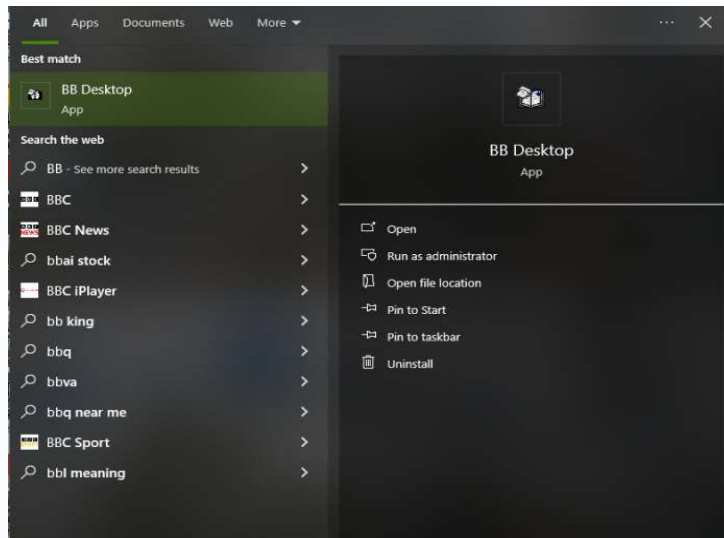 All Apps Documents Web More
Best match
BB Desktop
App
Search the web
BB - See more search results
BBC
BBC News
bbai stock
BBC iPlayer
bb king
bbq
bbva
bbq near me
BBC Sport
bbl meaning
BB Desktop
App
Open
Run as administrator
Open file location
Pin to Start
Pin to taskbar
Uninstall